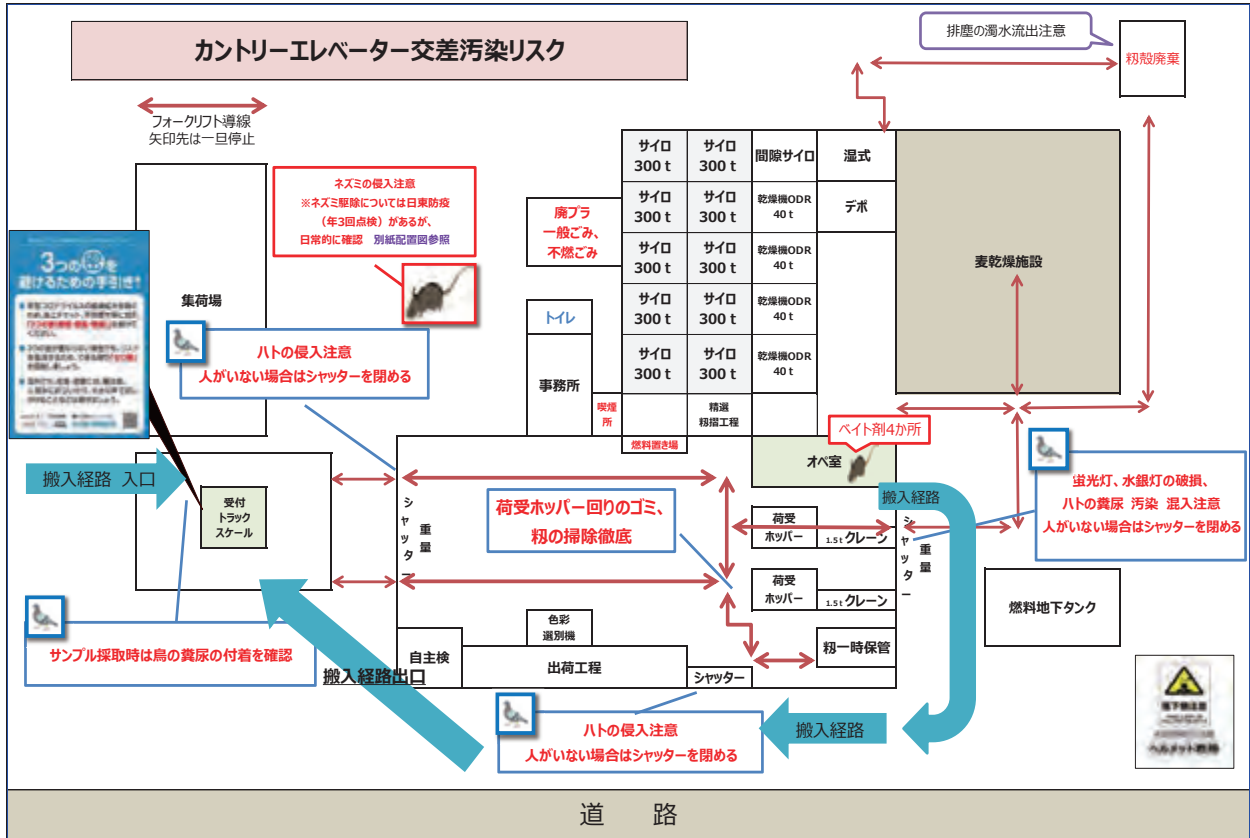 カントリーエレベーター交差汚染リスク
排塵の濁水流出注意
籾殻廃棄
フォークリフト導線
矢印先は一旦停止
ネズミの侵入注意
※ネズミ駆除については日東防疫
（年3回点検）があるが、
日常的に確認 別紙配置図参照
集荷場
3つの密を
避けるための手引き!
ハトの侵入注意
人がいない場合はシャッターを閉める
廃プラ
一般ごみ、
不燃ごみ
トイレ
事務所
喫煙
所
サイロ
300 t
サイロ
300 t
間隙サイロ
湿式
サイロ
300 t
サイロ
300 t
乾燥機ODR
40 t
デポ
サイロ
300 t
サイロ
300 t
乾燥機ODR
40 t
サイロ
300 t
サイロ
300 t
乾燥機ODR
40 t
サイロ
300 t
サイロ
300 t
乾燥機ODR
40 t
精選
籾摺工程
燃料置き場
麦乾燥施設
ベイト剤4か所
オペ室
搬入経路 入口
受付
トラック
スケール
シャッター
重量
荷受ホッパー回りのゴミ、
籾の掃除徹底
搬入経路
荷受
ホッパー
1.5t クレーン
荷受
ホッパー
1.5t クレーン
シャッター
重量
蛍光灯、水銀灯の破損、
ハトの糞尿 汚染 混入注意
人がいない場合はシャッターを閉める
燃料地下タンク
サンプル採取時は鳥の糞尿の付着を確認
搬入経路出口
自主検
色彩
選別機
出荷工程
シャッター
籾一時保管
ハトの侵入注意
人がいない場合はシャッターを閉める
搬入経路
ヘルメット着用
道 路